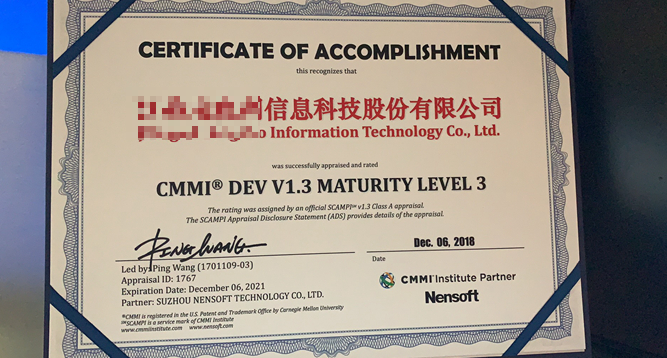 CERTIFICATE OF ACCOMPLISHMENT
this recognizes that
信息科技股份有限公司
Information Technology Co., Ltd.
was successfully appraised and rated
CMMI® DEV V1.3 MATURITY LEVEL 3
The rating was assigned by an official SCAMPI℠ v1.3 Class A appraisal.
The SCAMPI Appraisal Disclosure Statement (ADS) provides details of the appraisal.
PING WANG
Led by: Ping Wang (1701109-03)
Appraisal ID: 1767
Expiration Date: December 06, 2021
Partner: SUZHOU NENSOFT TECHNOLOGY CO., LTD.
Dec. 06, 2018
Date
CMMI® Institute Partner
Nensoft
®CMMI is registered in the U.S. Patent and Trademark Office by Carnegie Mellon University
℠SCAMPI is a service mark of CMMI Institute
www.cmmiinstitute.com www.nensoft.com